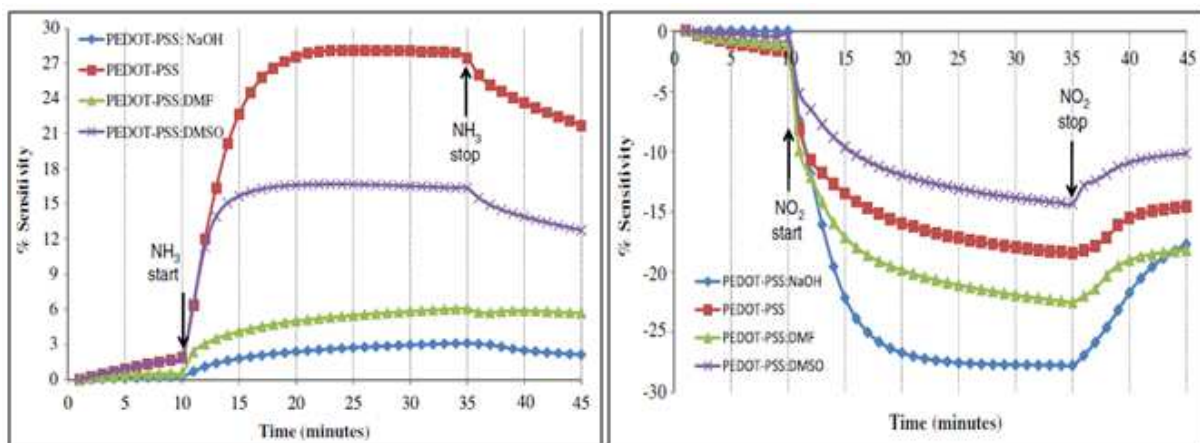 30
27
24
21
18
15
12
9
6
3
0
% Sensitivity
PEDOT-PSS: NaOH
PEDOT-PSS
PEDOT-PSS:DMF
PEDOT-PSS:DMSO
NH3
start
NH3
stop
0 5 10 15 20 25 30 35 40 45
Time (minutes)
0
-5
-10
-15
-20
-25
-30
% Sensitivity
0 5 10 15 20 25 30 35 40 45
NO2
start
NO2
stop
PEDOT-PSS:NaOH
PEDOT-PSS
PEDOT-PSS:DMF
PEDOT-PSS:DMSO
Time (minutes)